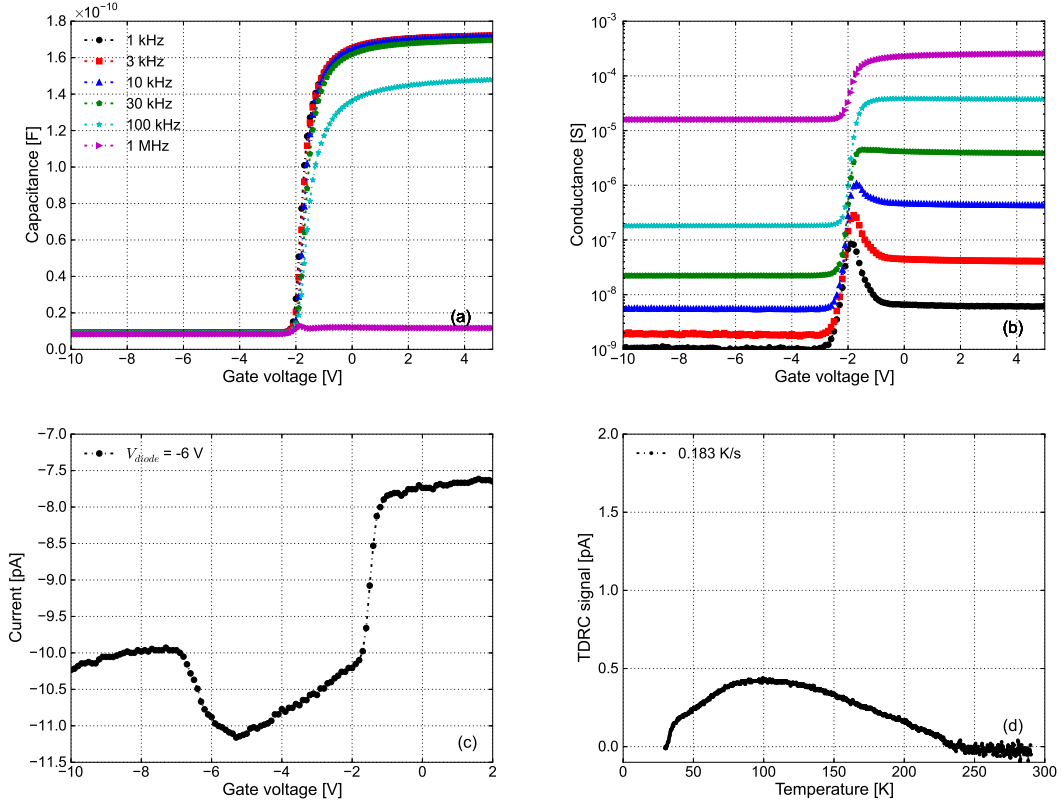 ×10⁻¹⁰
1.8
1.6
1.4
1.2
1.0
0.8
0.6
0.4
0.2
0.0
Capacitance [F]
1 kHz
3 kHz
10 kHz
30 kHz
100 kHz
1 MHz
(a)
−10 −8 −6 −4 −2 0 2 4
Gate voltage [V]
10⁻³
10⁻⁴
10⁻⁵
10⁻⁶
10⁻⁷
10⁻⁸
10⁻⁹
Conductance [S]
(b)
−10 −8 −6 −4 −2 0 2 4
Gate voltage [V]
−7.0
−7.5
−8.0
−8.5
−9.0
−9.5
−10.0
−10.5
−11.0
−11.5
Current [pA]
V_diode = -6 V
(c)
−10 −8 −6 −4 −2 0 2
Gate voltage [V]
2.0
1.5
1.0
0.5
0.0
TDRC signal [pA]
0.183 K/s
(d)
0 50 100 150 200 250 300
Temperature [K]